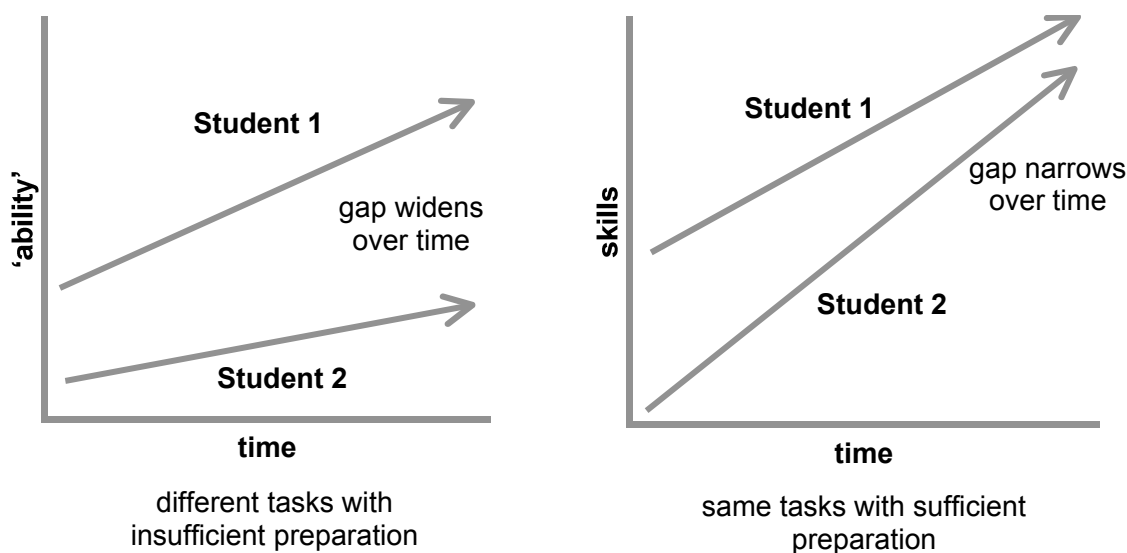 Student 1
‘ability’
gap widens
over time
Student 2
time
different tasks with
insufficient preparation
Student 1
skills
gap narrows
over time
Student 2
time
same tasks with sufficient
preparation